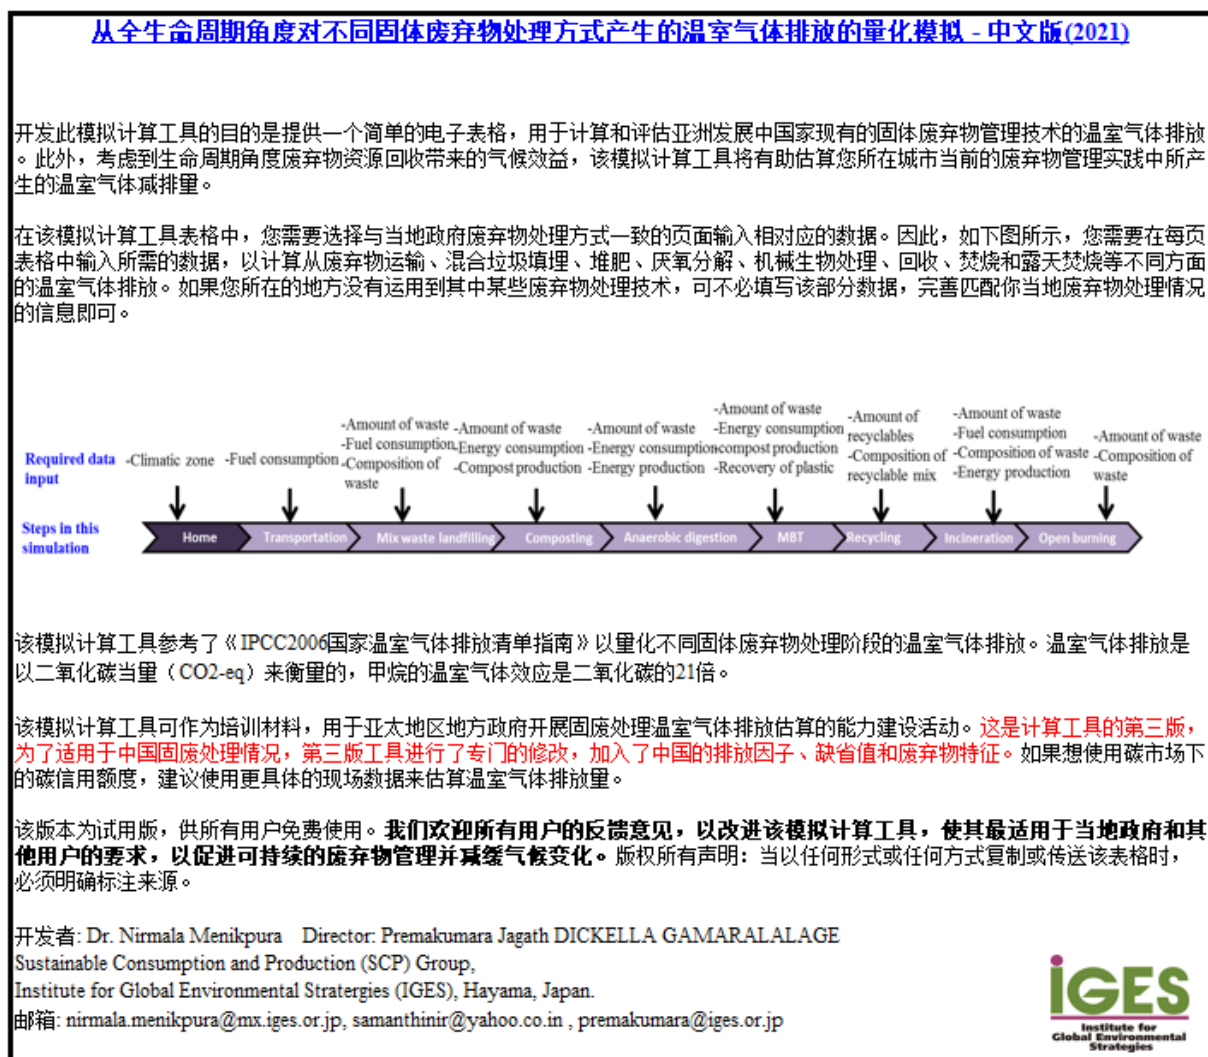 从全生命周期角度对不同固体废弃物处理方式产生的温室气体排放的量化模拟 - 中文版(2021)
开发此模拟计算工具的目的是提供一个简单的电子表格，用于计算和评估亚洲发展中国家现有的固体废弃物管理技术的温室气体排放
。此外，考虑到生命周期角度废弃物资源回收带来的气候效益，该模拟计算工具将有助估算您所在城市当前的废弃物管理实践中所产
生的温室气体减排量。
在该模拟计算工具表格中，您需要选择与当地政府废弃物处理方式一致的页面输入相对应的数据。因此，如下图所示，您需要在每页
表格中输入所需的数据，以计算从废弃物运输、混合垃圾填埋、堆肥、厌氧分解、机械生物处理、回收、焚烧和露天焚烧等不同方面
的温室气体排放。如果您所在的地方没有运用到其中某些废弃物处理技术，可不必填写该部分数据，完善匹配你当地废弃物处理情况
的信息即可。
Required data
input
-Climatic zone
-Fuel consumption
-Amount of waste
-Fuel consumption
-Composition of
waste
-Amount of waste
-Energy consumption
-Compost production
-Amount of waste
-Energy consumption
-Energy production
-Amount of waste
-Energy consumption
-compost production
-Recovery of plastic
-Amount of
recyclables
-Composition of
recyclable mix
-Amount of waste
-Fuel consumption
-Composition of waste
-Energy production
-Amount of waste
-Composition of
waste
Steps in this
simulation
Home
Transportation
Mix waste landfilling
Composting
Anaerobic digestion
MBT
Recycling
Incineration
Open burning
该模拟计算工具参考了《IPCC2006国家温室气体排放清单指南》以量化不同固体废弃物处理阶段的温室气体排放。温室气体排放是
以二氧化碳当量（CO2-eq）来衡量的，甲烷的温室气体效应是二氧化碳的21倍。
该模拟计算工具可作为培训材料，用于亚太地区地方政府开展固废处理温室气体排放估算的能力建设活动。这是计算工具的第三版，
为了适用于中国固废处理情况，第三版工具进行了专门的修改，加入了中国的排放因子、缺省值和废弃物特征。如果想使用碳市场下
的碳信用额度，建议使用更具体的现场数据来估算温室气体排放量。
该版本为试用版，供所有用户免费使用。我们欢迎所有用户的反馈意见，以改进该模拟计算工具，使其最适用于当地政府和其
他用户的要求，以促进可持续的废弃物管理并减缓气候变化。版权所有声明：当以任何形式或任何方式复制或传送该表格时，
必须明确标注来源。
开发者: Dr. Nirmala Menikpura Director: Premakumara Jagath DICKELLA GAMARALALAGE
Sustainable Consumption and Production (SCP) Group,
Institute for Global Environmental Stratergies (IGES), Hayama, Japan.
邮箱: nirmala.menikpura@mx.iges.or.jp, samanthinir@yahoo.co.in , premakumara@iges.or.jp
IGES
Institute for
Global Environmental
Strategies